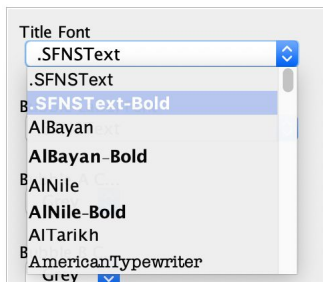 Title Font
.SFNSText
.SFNSText
.SFNSText-Bold
AlBayan
AlBayan-Bold
AlNile
AlNile-Bold
AlTarikh
AmericanTypewriter
Grey